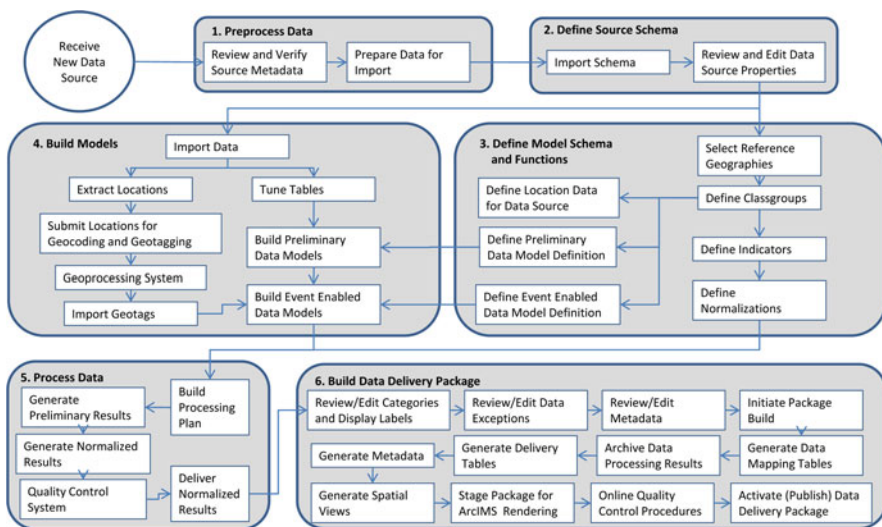 Receive
New Data
Source
1. Preprocess Data
Review and Verify
Source Metadata
Prepare Data for
Import
2. Define Source Schema
Import Schema
Review and Edit Data
Source Properties
4. Build Models
Import Data
Extract Locations
Tune Tables
Submit Locations for
Geocoding and Geotagging
Build Preliminary
Data Models
Geoprocessing System
Import Geotags
Build Event Enabled
Data Models
3. Define Model Schema
and Functions
Select Reference
Geographies
Define Location Data
for Data Source
Define Classgroups
Define Preliminary
Data Model Definition
Define Indicators
Define Event Enabled
Data Model Definition
Define
Normalizations
5. Process Data
Generate
Preliminary Results
Build
Processing
Plan
Generate Normalized
Results
Quality Control
System
Deliver
Normalized
Results
6. Build Data Delivery Package
Review/Edit Categories
and Display Labels
Review/Edit Data
Exceptions
Review/Edit
Metadata
Initiate Package
Build
Generate Metadata
Generate Delivery
Tables
Archive Data
Processing Results
Generate Data
Mapping Tables
Generate Spatial
Views
Stage Package for
ArcIMS Rendering
Online Quality
Control Procedures
Activate (Publish) Data
Delivery Package